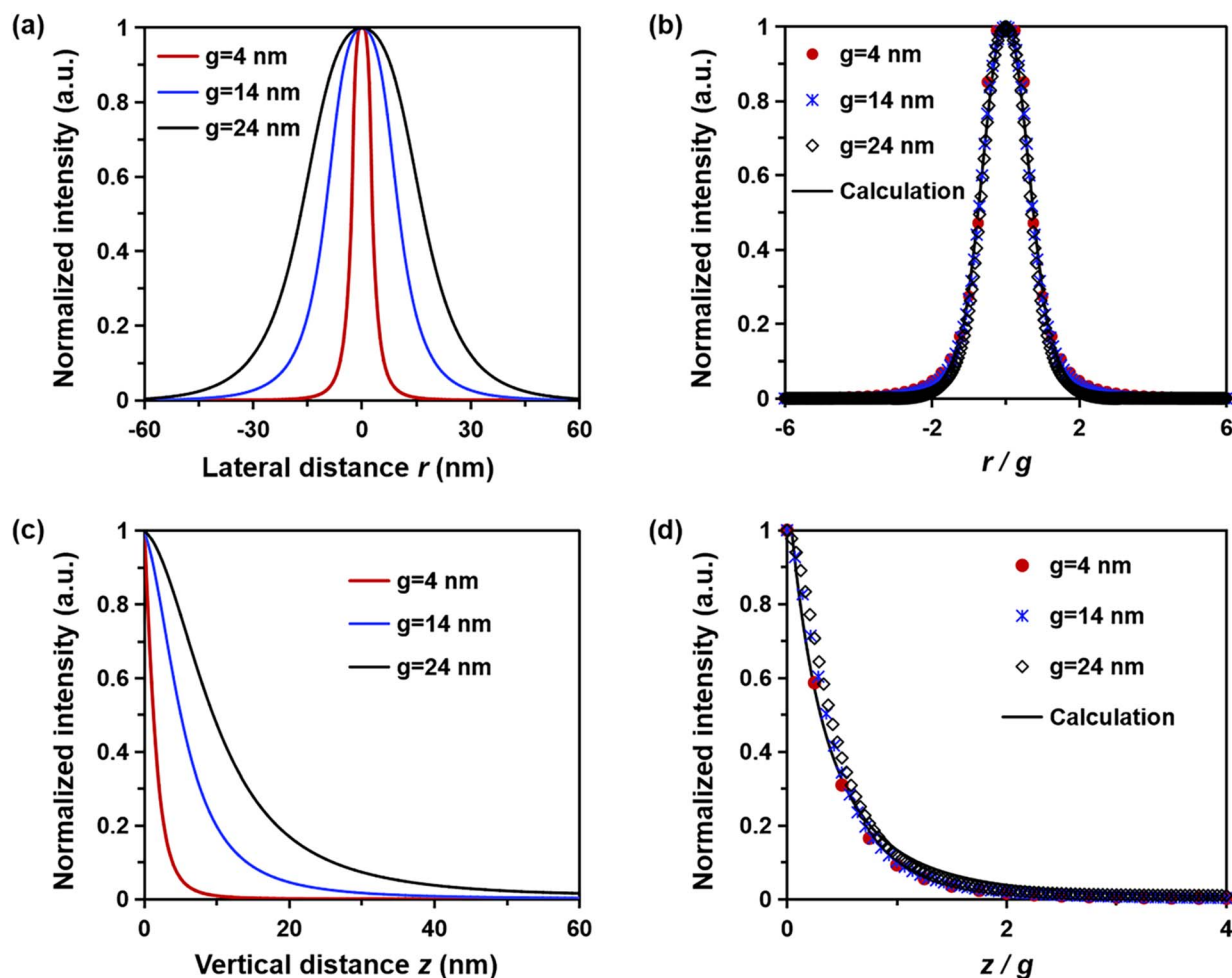 (a)
Normalized intensity (a.u.)
1
0.8
0.6
0.4
0.2
0
g=4 nm
g=14 nm
g=24 nm
-60
-30
0
30
60
Lateral distance r (nm)
(b)
Normalized intensity (a.u.)
1
0.8
0.6
0.4
0.2
0
g=4 nm
g=14 nm
g=24 nm
Calculation
-6
-2
2
6
r / g
(c)
Normalized intensity (a.u.)
1
0.8
0.6
0.4
0.2
0
g=4 nm
g=14 nm
g=24 nm
0
20
40
60
Vertical distance z (nm)
(d)
Normalized intensity (a.u.)
1
0.8
0.6
0.4
0.2
0
g=4 nm
g=14 nm
g=24 nm
Calculation
0
2
4
z / g